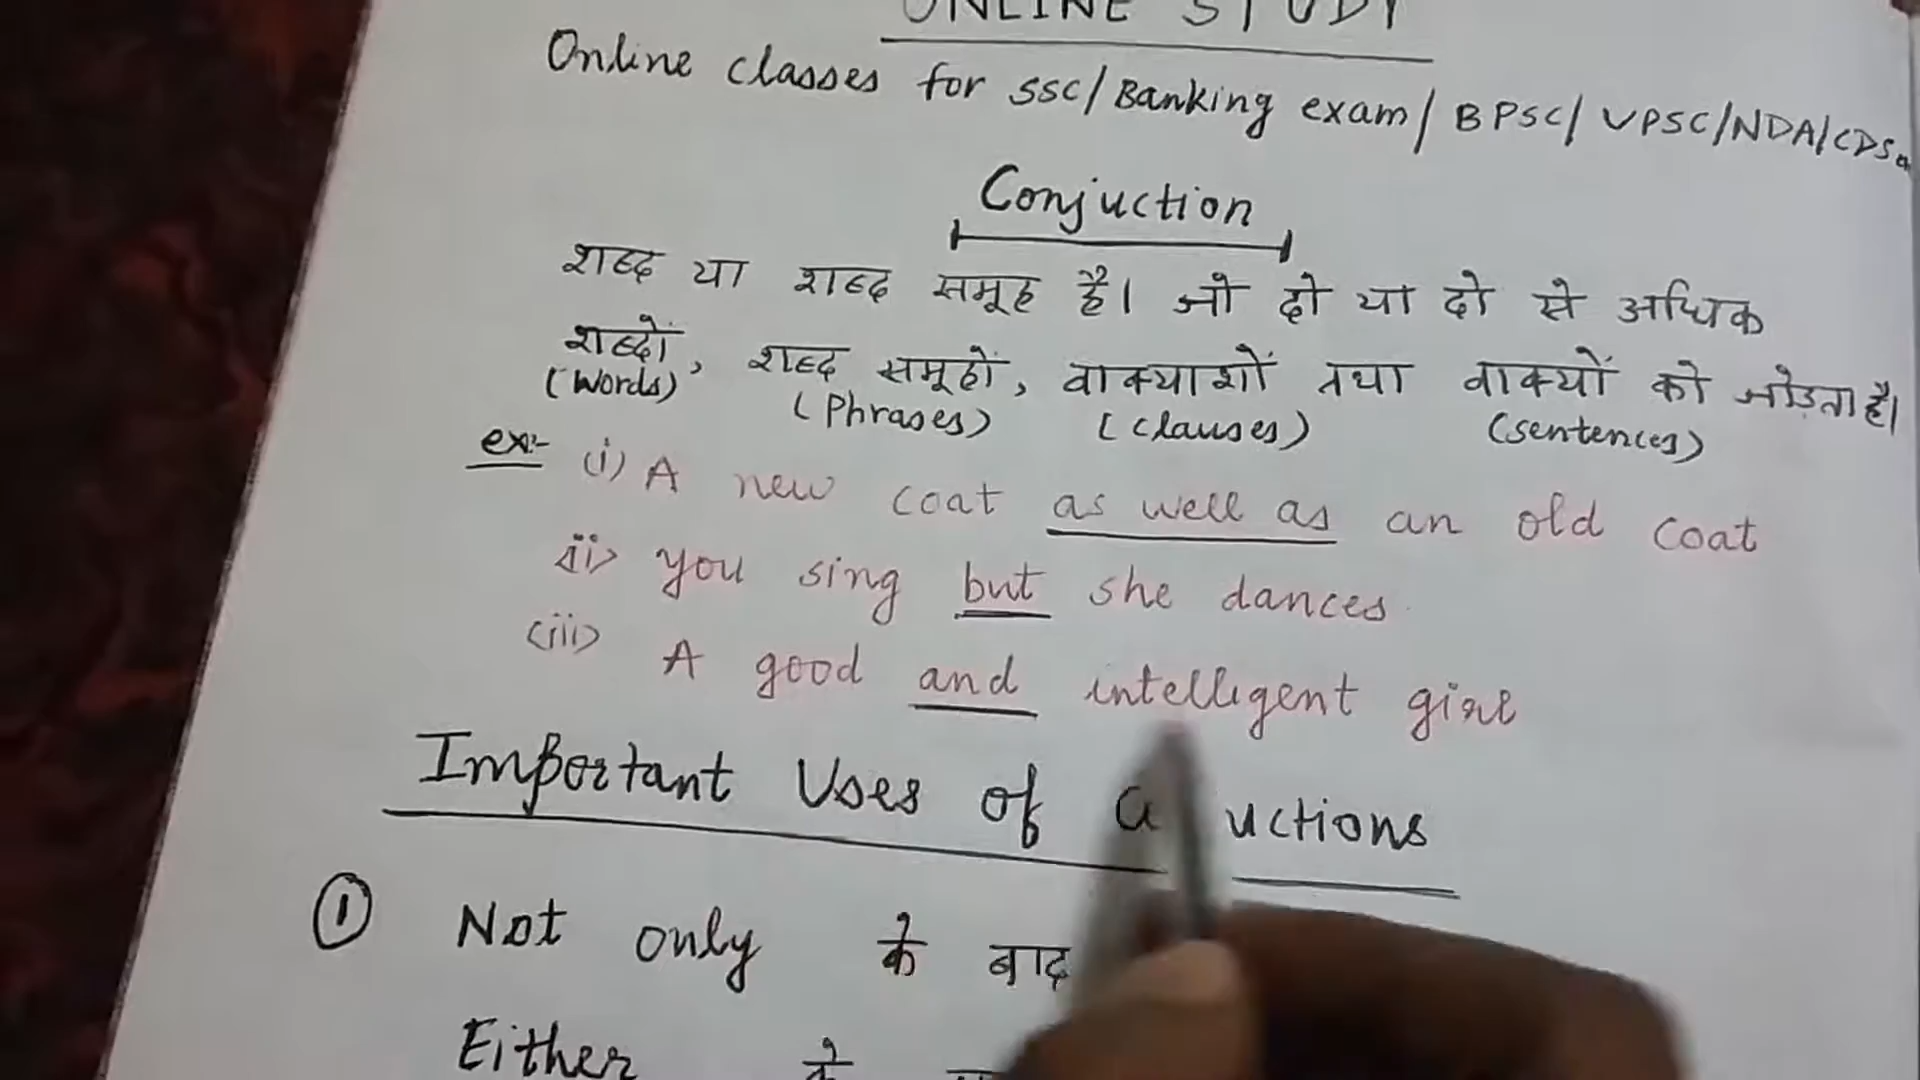 ONLINE STUDY
Online classes for SSC/Banking exam/BPSC/UPSC/NDA/CDS
Conjuction
शब्द या शब्द समूह है। जो दो या दो से अधिक
शब्दों, शब्द समूहों, वाक्याशों तथा वाक्यों को जोड़ता है।
(Words) (Phrases) (clauses) (sentences)
ex:- (i) A new coat as well as an old coat
(ii) You sing but she dances
(iii) A good and intelligent girl
Important Uses of uctions
① Not only के बाद
Either के